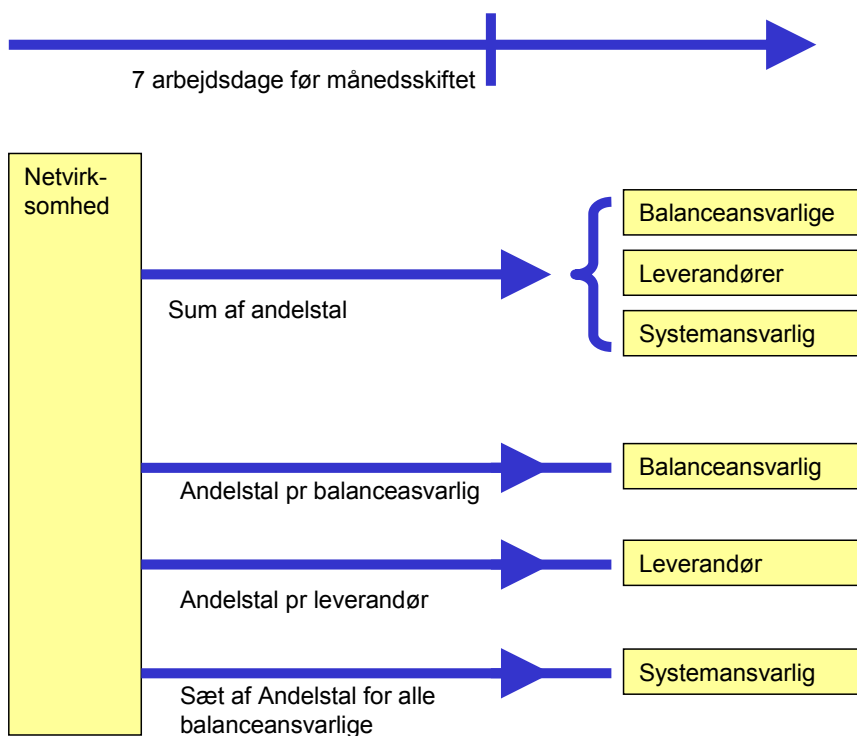 7 arbejdsdage før månedsskiftet
Netvirk-
somhed
Balanceansvarlige
Leverandører
Sum af andelstal
Systemansvarlig
Balanceansvarlig
Andelstal pr balanceasvarlig
Leverandør
Andelstal pr leverandør
Systemansvarlig
Sæt af Andelstal for alle
balanceansvarlige